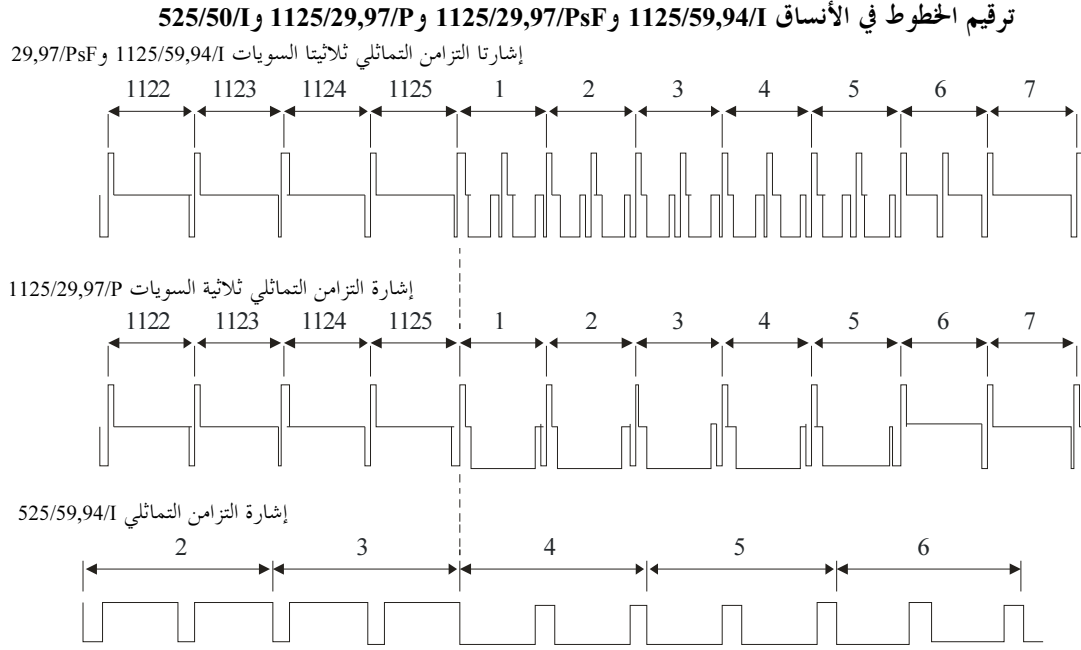 ترقيم الخطوط في الأنساق 1125/59,94/I و1125/29,97/PsF و1125/29,97/P و525/50/I
إشارتا التزامن التماثلي ثلاثيتا السويات 1125/59,94/I و29,97/PsF
1122 1123 1124 1125 1 2 3 4 5 6 7
إشارة التزامن التماثلي ثلاثية السويات 1125/29,97/P
1122 1123 1124 1125 1 2 3 4 5 6 7
إشارة التزامن التماثلي 525/59,94/I
2 3 4 5 6